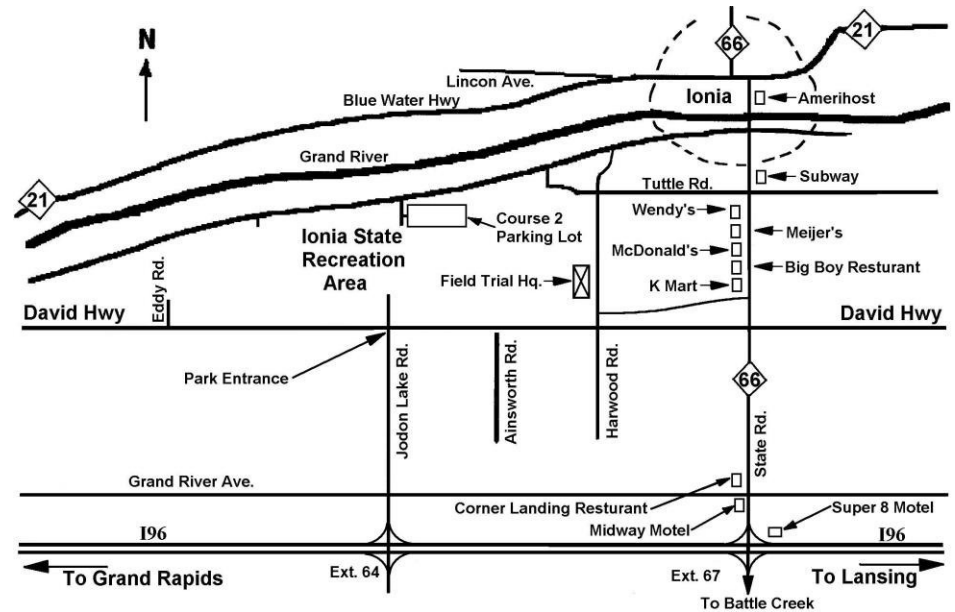 N
66
21
Lincon Ave.
Ionia
Amerihost
Blue Water Hwy
Grand River
Subway
Tuttle Rd.
21
Wendy's
Course 2
Parking Lot
Meijer's
Ionia State
Recreation
Area
McDonald's
Big Boy Resturant
Field Trial Hq.
K Mart
Eddy Rd.
David Hwy
David Hwy
Park Entrance
Jodon Lake Rd.
Ainsworth Rd.
Harwood Rd.
66
State Rd.
Grand River Ave.
Corner Landing Resturant
Super 8 Motel
Midway Motel
I96
I96
To Grand Rapids
Ext. 64
Ext. 67
To Lansing
To Battle Creek